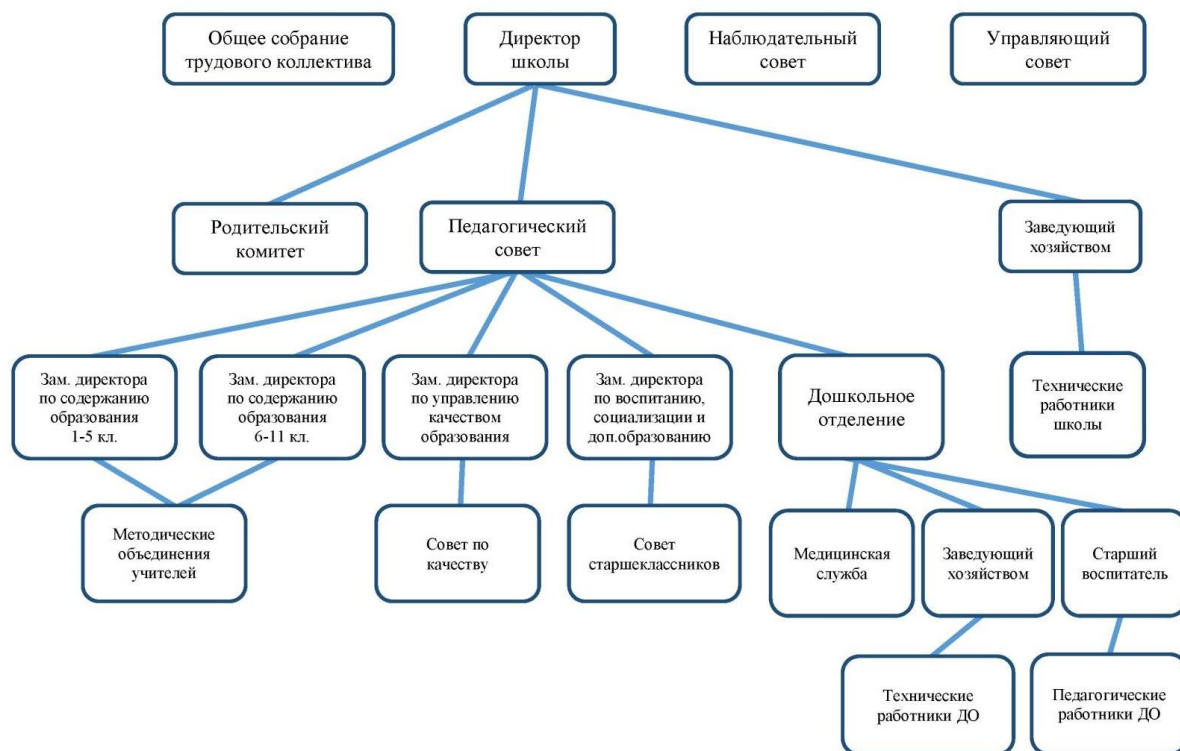 Общее собрание
трудового коллектива
Директор
школы
Наблюдательный
совет
Управляющий
совет
Родительский
комитет
Педагогический
совет
Заведующий
хозяйством
Зам. директора
по содержанию
образования
1-5 кл.
Зам. директора
по содержанию
образования
6-11 кл.
Зам. директора
по управлению
качеством
образования
Зам. директора
по воспитанию,
социализации и
доп.образованию
Дошкольное
отделение
Технические
работники
школы
Методические
объединения
учителей
Совет по
качеству
Совет
старшеклассников
Медицинская
служба
Заведующий
хозяйством
Старший
воспитатель
Технические
работники ДО
Педагогические
работники ДО